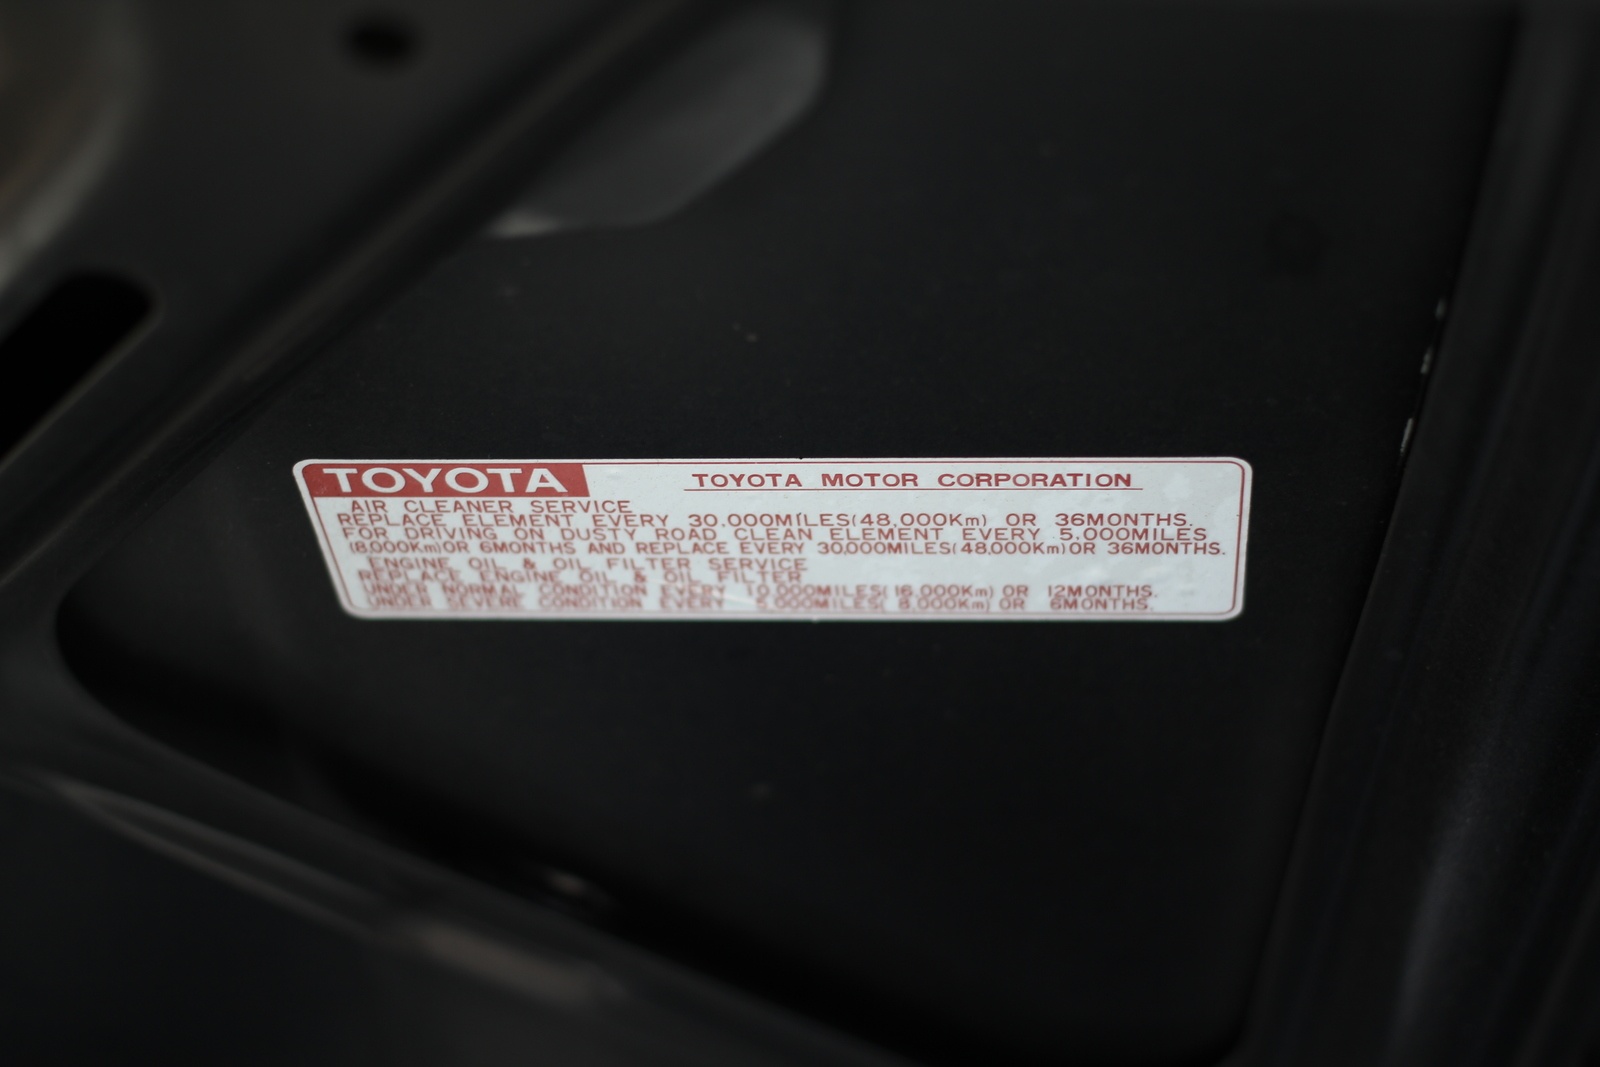 TOYOTA TOYOTA MOTOR CORPORATION
AIR CLEANER SERVICE
REPLACE ELEMENT EVERY 30,000MILES(48,000Km) OR 36MONTHS.
FOR DRIVING ON DUSTY ROAD CLEAN ELEMENT EVERY 5,000MILES
(8,000Km)OR 6MONTHS AND REPLACE EVERY 30,000MILES(48,000Km)OR 36MONTHS.
ENGINE OIL & OIL FILTER SERVICE
REPLACE ENGINE OIL & OIL FILTER
UNDER NORMAL CONDITION EVERY 10,000MILES(16,000Km) OR 12MONTHS.
UNDER SEVERE CONDITION EVERY 5,000MILES( 8,000Km) OR 6MONTHS.